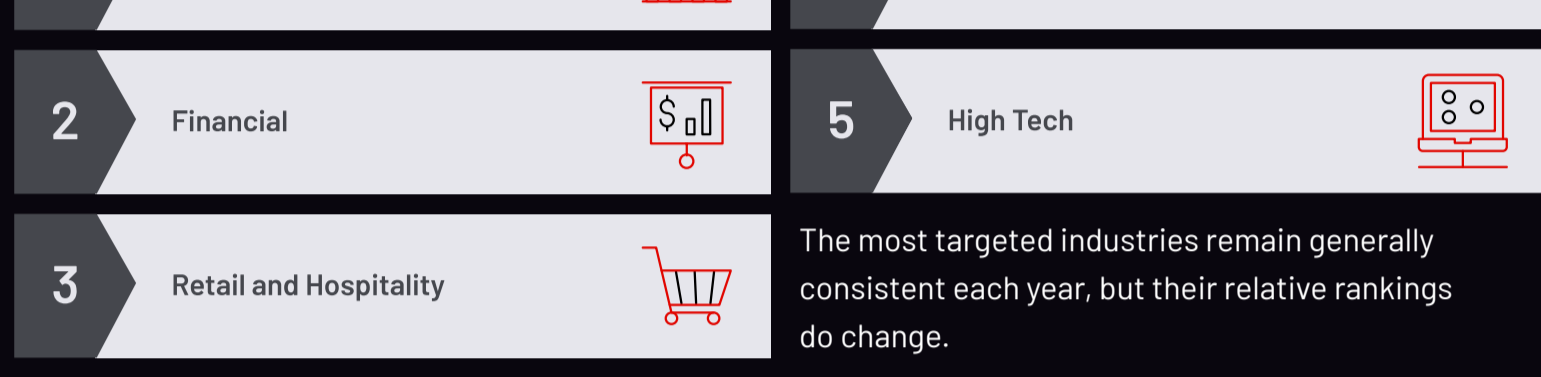 2
Financial
3
Retail and Hospitality
5
High Tech
The most targeted industries remain generally
consistent each year, but their relative rankings
do change.